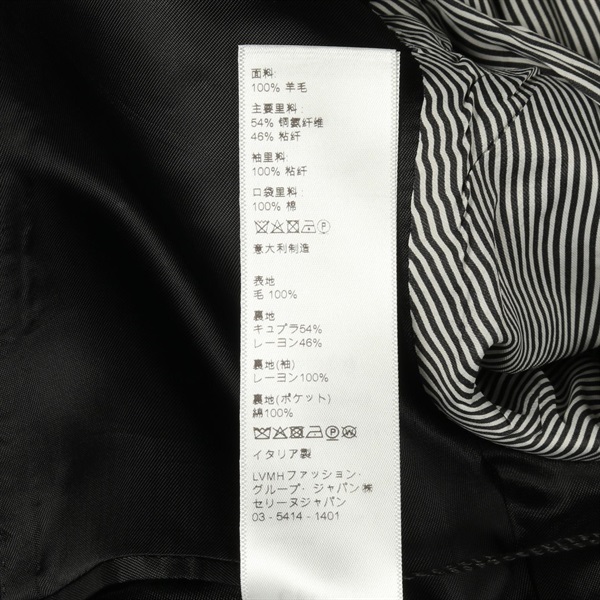 面料:
100% 羊毛
主要里料:
54% 铜氨纤维
46% 粘纤
袖里料:
100% 粘纤
口袋里料:
100% 棉
意大利制造
表地
毛 100%
裏地
キュプラ54%
レーヨン46%
裏地(袖)
レーヨン100%
裏地(ポケット)
綿100%
イタリア製
LVMHファッション・
グループ・ジャパン㈱
セリーヌジャパン
03 - 5414 - 1401